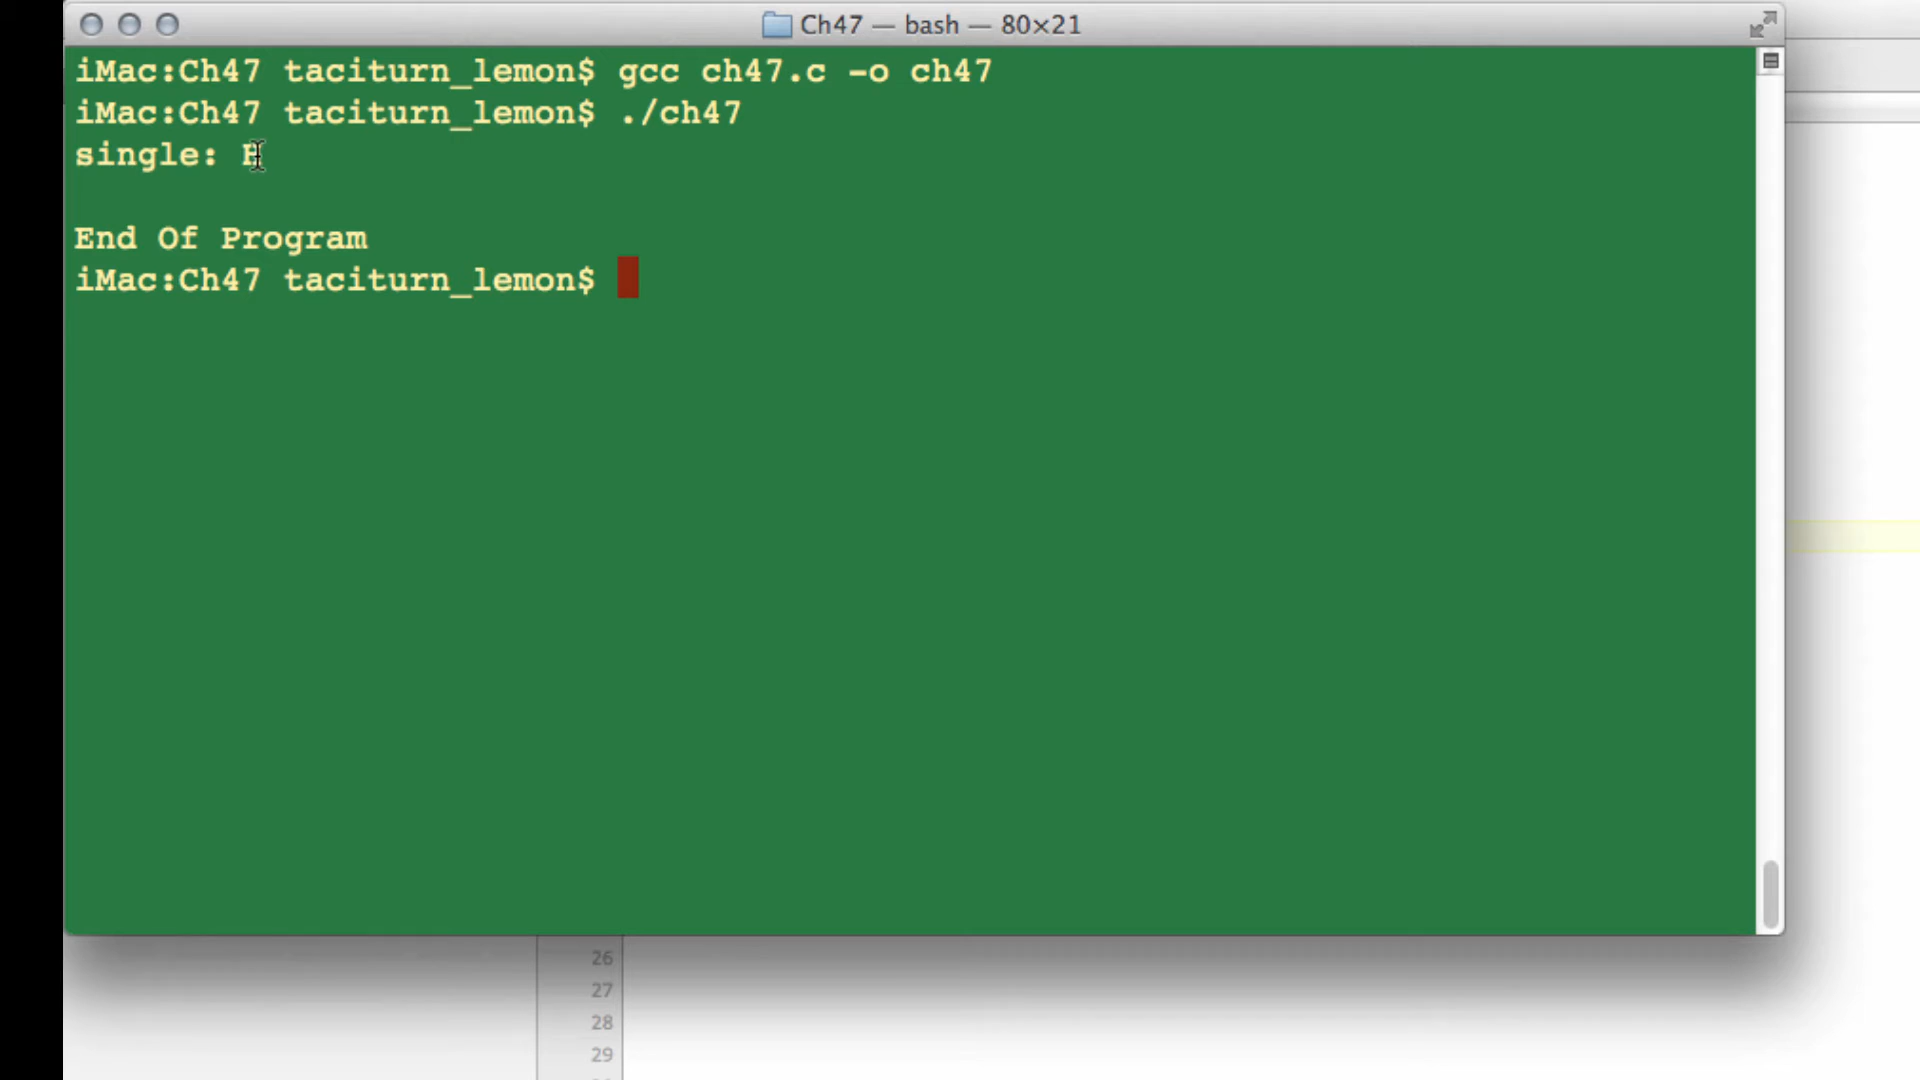 Ch47 — bash — 80×21
iMac:Ch47 taciturn_lemon$ gcc ch47.c -o ch47
iMac:Ch47 taciturn_lemon$ ./ch47
single:
End Of Program
iMac:Ch47 taciturn_lemon$
26
27
28
29